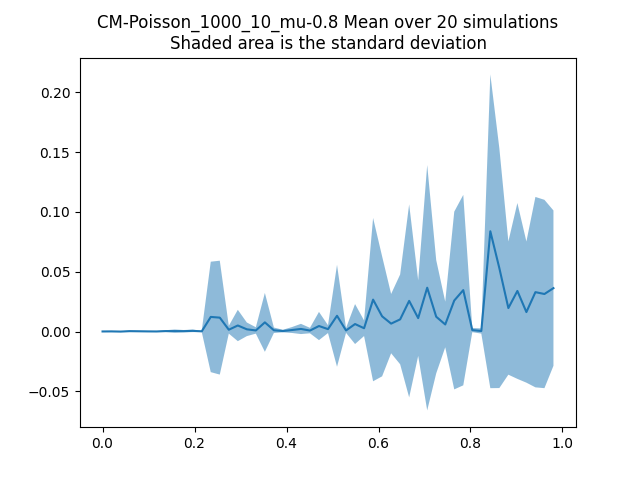 CM-Poisson_1000_10_mu-0.8 Mean over 20 simulations
Shaded area is the standard deviation
0.20
0.15
0.10
0.05
0.00
−0.05
0.0 0.2 0.4 0.6 0.8 1.0